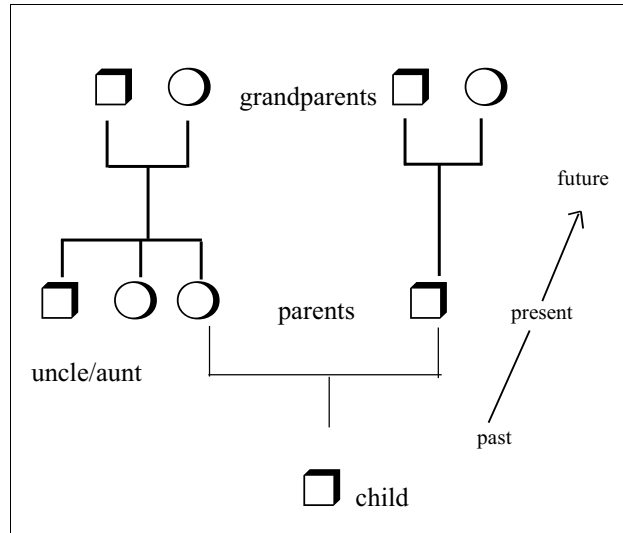 grandparents
future
parents
present
uncle/aunt
past
child